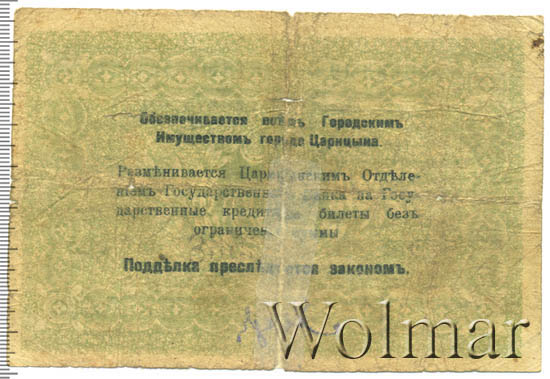 Обезпечивается всѣмъ Городскимъ
Имуществомъ города Царицына.
Размѣнивается Царицынскимъ Отдѣле-
ніемъ Государственнаго Банка на Госу-
дарственные кредитные билеты безъ
ограниченія суммы
Поддѣлка преслѣдуется закономъ.
Wolmar